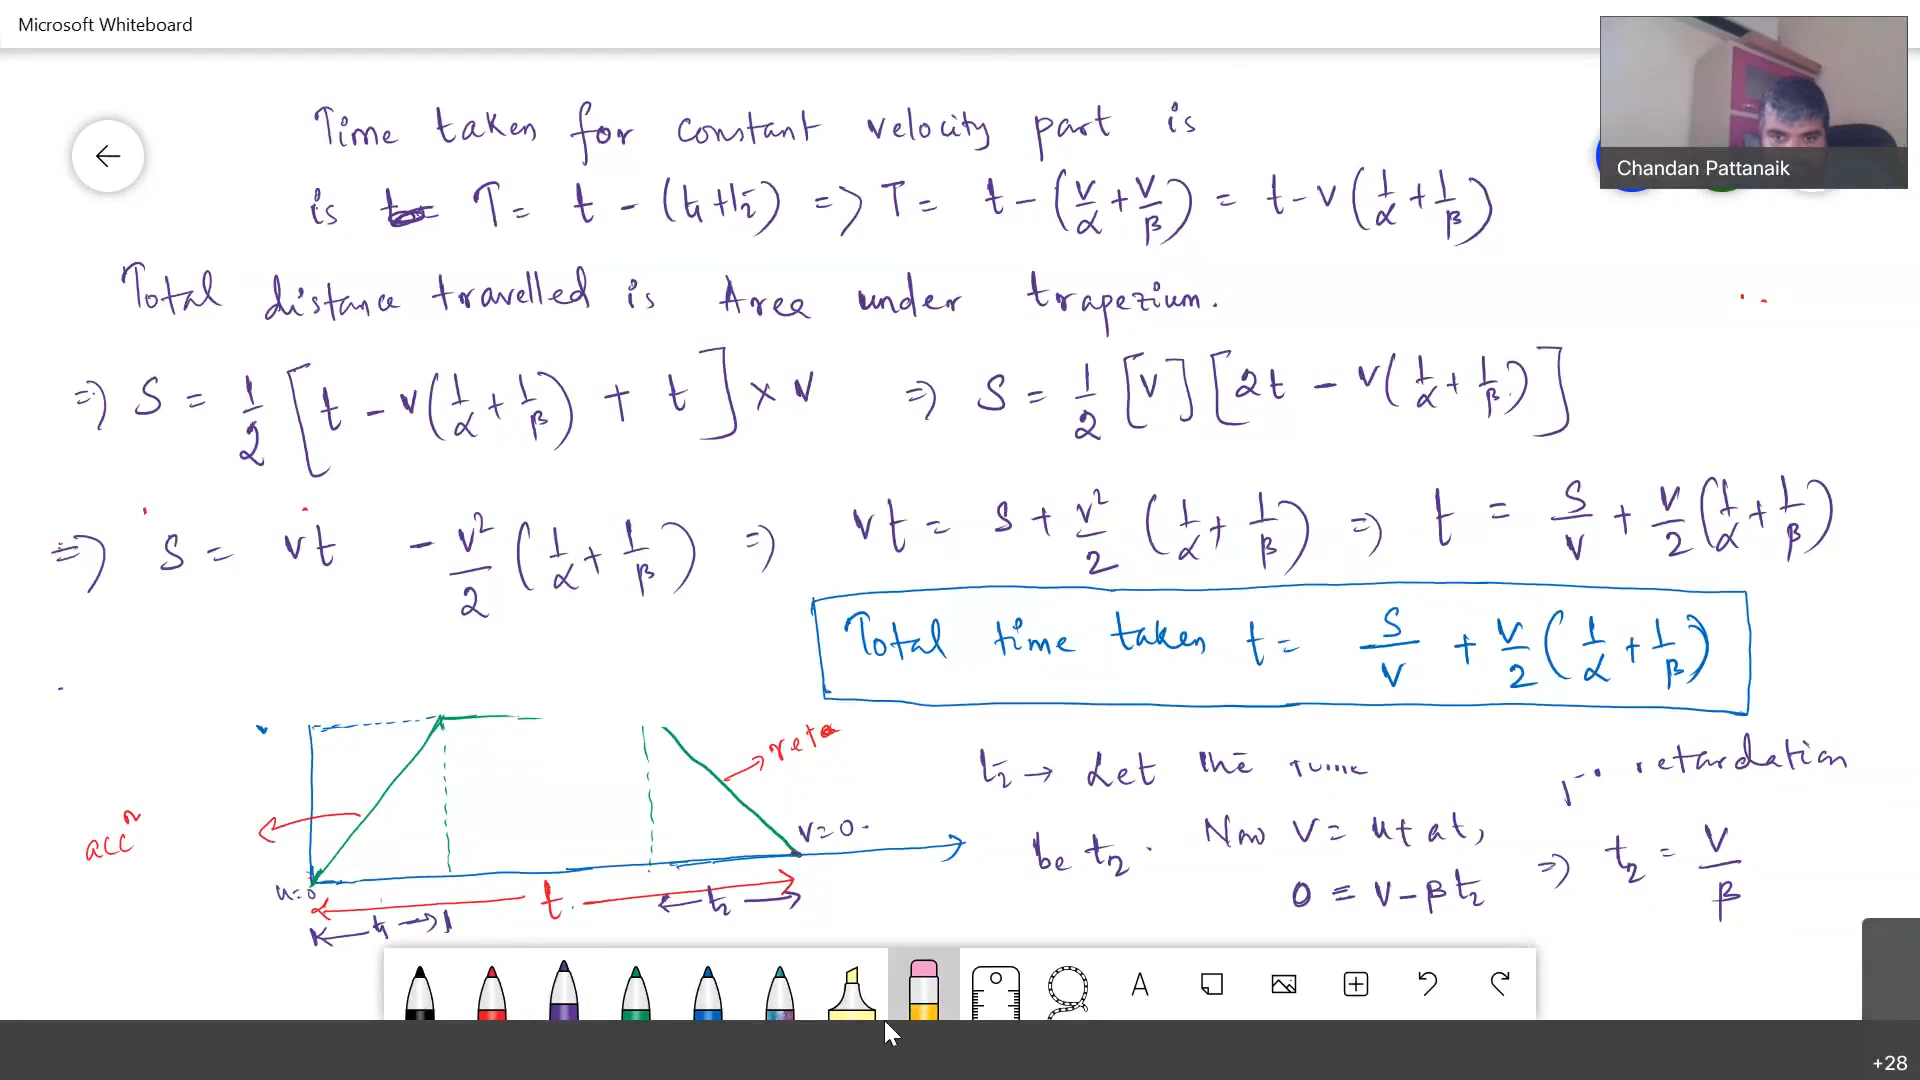 Microsoft Whiteboard
Chandan Pattanaik
Time taken for constant velocity part is
is T = t - (t₁+t₂) => T = t - (v/α + v/β) = t - v(1/α + 1/β)
Total distance travelled is Area under trapezium.
=> S = 1/2 [t - v(1/α + 1/β) + t] × v => S = 1/2 [v] [2t - v(1/α + 1/β)]
=> S = vt - v²/2 (1/α + 1/β) => vt = S + v²/2 (1/α + 1/β) => t = S/v + v/2 (1/α + 1/β)
Total time taken t = S/v + v/2 (1/α + 1/β)
v
acc n
u=0
t₁
t
t₂
v=0
t₂ → Let the retardation
be t₂. Now v = u+at,
0 = v - βt₂ => t₂ = v/β
A
+28